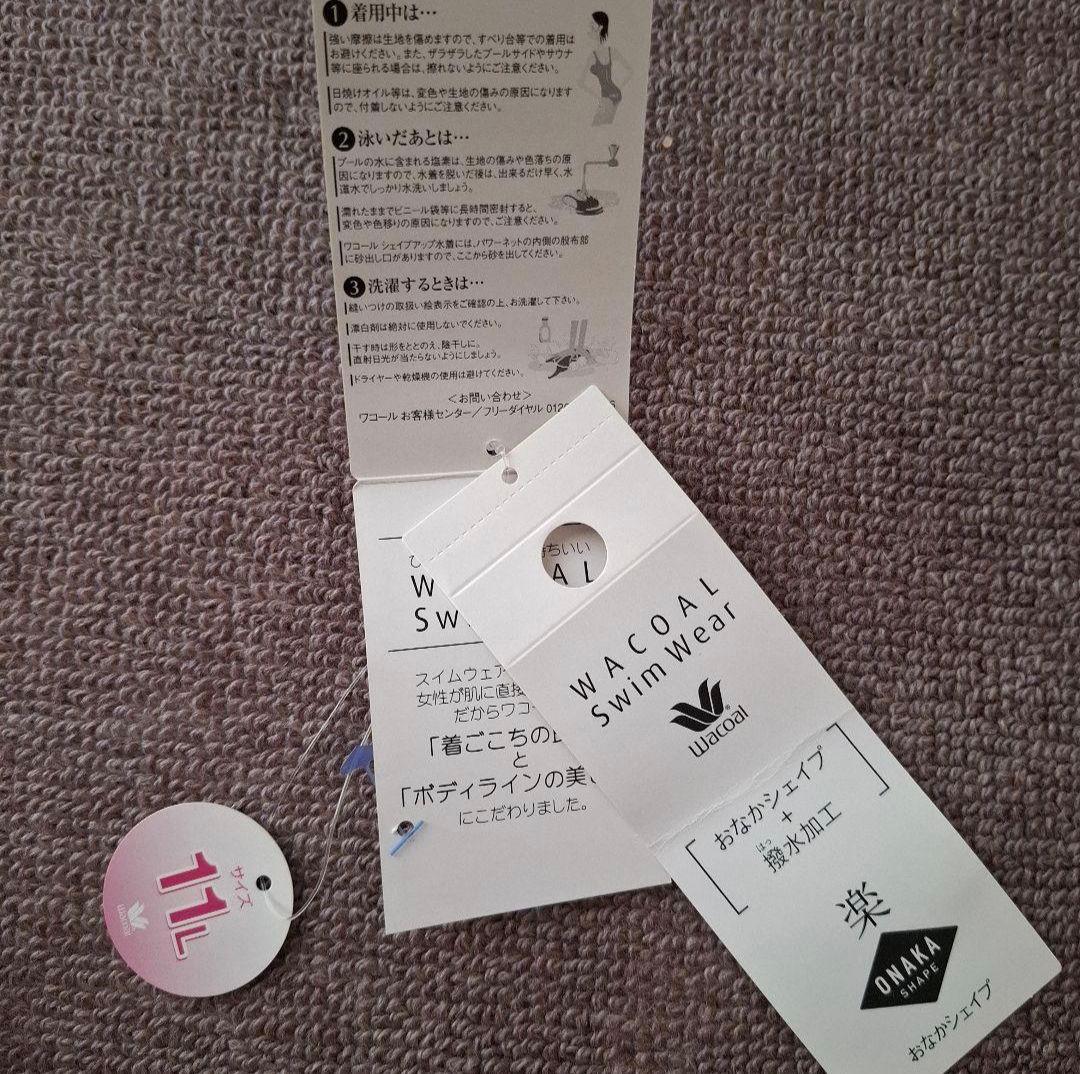 1 着用中は…
強い摩擦は生地を傷めますので、すべり台等での着用は
お避けください。また、ザラザラしたプールサイドやサウナ
等に座られる場合は、擦れないようにご注意ください。
日焼けオイル等は、変色や生地の傷みの原因になります
ので、付着しないようにご注意ください。
2 泳いだあとは…
プールの水に含まれる塩素は、生地の傷みや色落ちの原
因になりますので、水着を脱いだ後は、出来るだけ早く、水
道水でしっかり水洗いしましょう。
濡れたままでビニール袋等に長時間密封すると、
変色や色移りの原因になりますので、ご注意ください。
ワコール シェイプアップ水着には、パワーネットの内側の股布部
に砂出し口がありますので、ここから砂を出してください。
3 洗濯するときは…
縫いつけの取扱い絵表示をご確認の上、お洗濯して下さい。
漂白剤は絶対に使用しないでください。
干す時は形をととのえ、陰干しに。
直射日光が当たらないようにしましょう。
ドライヤーや乾燥機の使用は避けてください。
＜お問い合わせ＞
ワコール お客様センター／フリーダイヤル 012
ちいい
W A L
Sw
スイムウェア
女性が肌に直接
だからワコー
「着ごこちの
と
「ボディラインの美
にこだわりました。
WACOAL
Swim Wear
Wacoal
おなかシェイプ
+
はっ
撥水加工
楽
ONAKA
SHAPE
おなかシェイプ
サイズ
11L
Wacoal